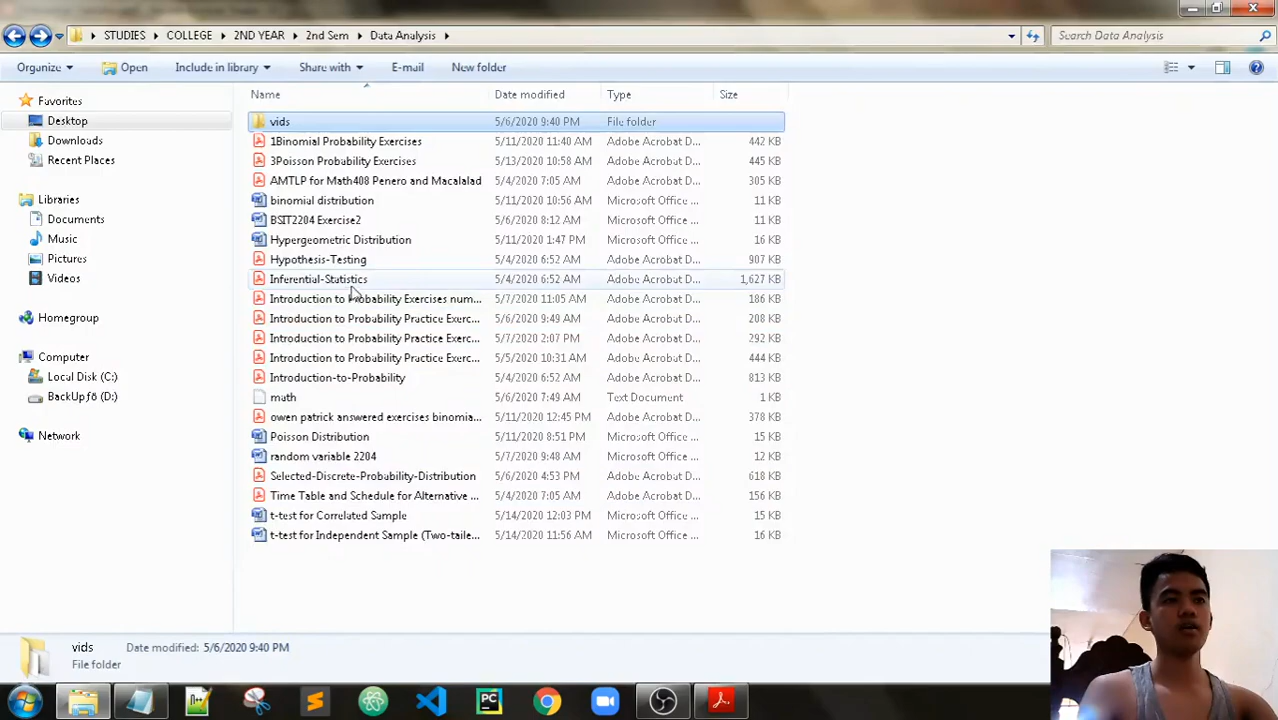 STUDIES COLLEGE 2ND YEAR 2nd Sem Data Analysis Search Data Analysis
Organize Open Include in library Share with E-mail New folder
Favorites
Desktop
Downloads
Recent Places
Libraries
Documents
Music
Pictures
Videos
Homegroup
Computer
Local Disk (C:)
BackUpƒö (D:)
Network
Name Date modified Type Size
vids 5/6/2020 9:40 PM File folder
1Binomial Probability Exercises 5/11/2020 11:40 AM Adobe Acrobat D... 442 KB
3Poisson Probability Exercises 5/13/2020 10:58 AM Adobe Acrobat D... 445 KB
AMTLP for Math408 Penero and Macalalad 5/4/2020 7:05 AM Adobe Acrobat D... 305 KB
binomial distribution 5/11/2020 10:56 AM Microsoft Office ... 11 KB
BSIT2204 Exercise2 5/6/2020 8:12 AM Microsoft Office ... 11 KB
Hypergeometric Distribution 5/11/2020 1:47 PM Microsoft Office ... 16 KB
Hypothesis-Testing 5/4/2020 6:52 AM Adobe Acrobat D... 907 KB
Inferential-Statistics 5/4/2020 6:52 AM Adobe Acrobat D... 1,627 KB
Introduction to Probability Exercises num... 5/7/2020 11:05 AM Adobe Acrobat D... 186 KB
Introduction to Probability Practice Exerc... 5/6/2020 9:49 AM Adobe Acrobat D... 208 KB
Introduction to Probability Practice Exerc... 5/7/2020 2:07 PM Adobe Acrobat D... 292 KB
Introduction to Probability Practice Exerc... 5/5/2020 10:31 AM Adobe Acrobat D... 444 KB
Introduction-to-Probability 5/4/2020 6:52 AM Adobe Acrobat D... 813 KB
math 5/6/2020 7:49 AM Text Document 1 KB
owen patrick answered exercises binomia... 5/11/2020 12:45 PM Adobe Acrobat D... 378 KB
Poisson Distribution 5/11/2020 8:51 PM Microsoft Office ... 15 KB
random variable 2204 5/7/2020 9:48 AM Microsoft Office ... 12 KB
Selected-Discrete-Probability-Distribution 5/6/2020 4:53 PM Adobe Acrobat D... 618 KB
Time Table and Schedule for Alternative ... 5/4/2020 7:05 AM Adobe Acrobat D... 156 KB
t-test for Correlated Sample 5/14/2020 12:03 PM Microsoft Office ... 15 KB
t-test for Independent Sample (Two-taile... 5/14/2020 11:56 AM Microsoft Office ... 16 KB
vids Date modified: 5/6/2020 9:40 PM
File folder